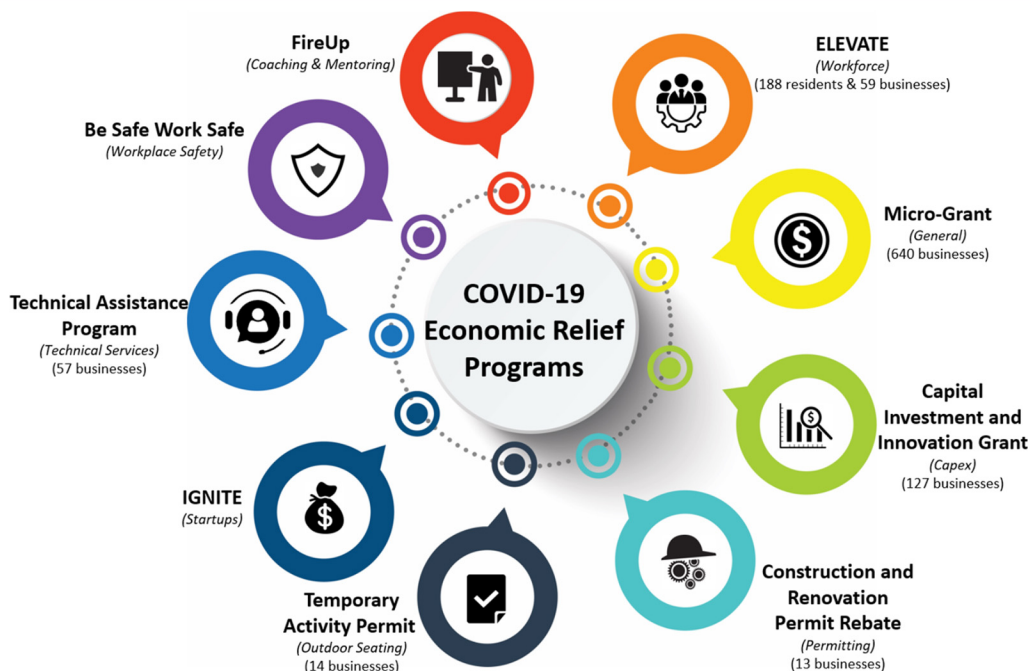 FireUp
(Coaching & Mentoring)
ELEVATE
(Workforce)
(188 residents & 59 businesses)
Be Safe Work Safe
(Workplace Safety)
Micro-Grant
(General)
(640 businesses)
COVID-19
Economic Relief
Programs
Technical Assistance
Program
(Technical Services)
(57 businesses)
Capital
Investment and
Innovation Grant
(Capex)
(127 businesses)
IGNITE
(Startups)
Temporary
Activity Permit
(Outdoor Seating)
(14 businesses)
Construction and
Renovation
Permit Rebate
(Permitting)
(13 businesses)